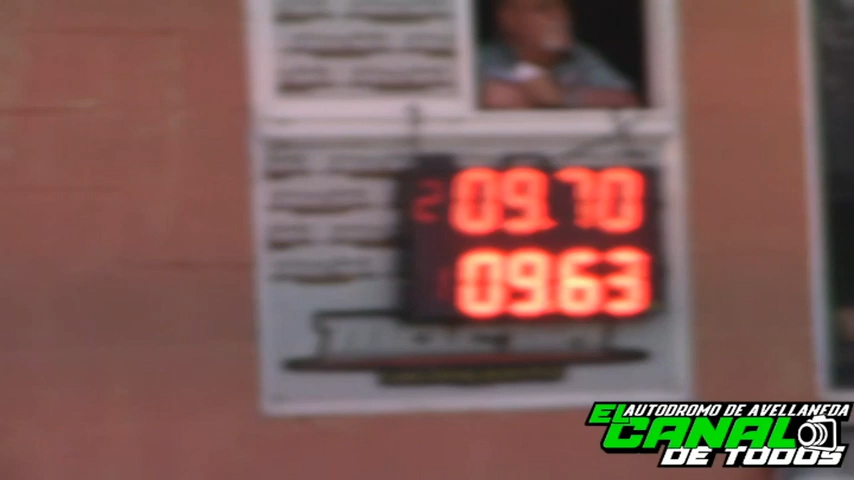 2 09.70
1 09.63
EL AUTODROMO DE AVELLANEDA
CANAL
DE TODOS